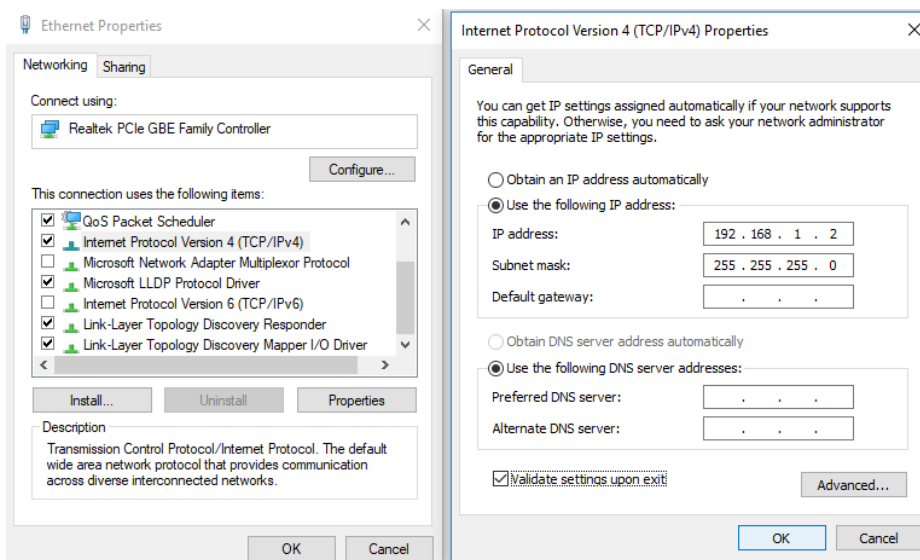 Ethernet Properties
Networking
Sharing
Connect using:
Realtek PCIe GBE Family Controller
Configure...
This connection uses the following items:
QoS Packet Scheduler
Internet Protocol Version 4 (TCP/IPv4)
Microsoft Network Adapter Multiplexor Protocol
Microsoft LLDP Protocol Driver
Internet Protocol Version 6 (TCP/IPv6)
Link-Layer Topology Discovery Responder
Link-Layer Topology Discovery Mapper I/O Driver
Install...
Uninstall
Properties
Description
Transmission Control Protocol/Internet Protocol. The default
wide area network protocol that provides communication
across diverse interconnected networks.
OK
Cancel
Internet Protocol Version 4 (TCP/IPv4) Properties
General
You can get IP settings assigned automatically if your network supports
this capability. Otherwise, you need to ask your network administrator
for the appropriate IP settings.
Obtain an IP address automatically
Use the following IP address:
IP address:
192 . 168 . 1 . 2
Subnet mask:
255 . 255 . 255 . 0
Default gateway:
. . .
Obtain DNS server address automatically
Use the following DNS server addresses:
Preferred DNS server:
. . .
Alternate DNS server:
. . .
Validate settings upon exit
Advanced...
OK
Cancel